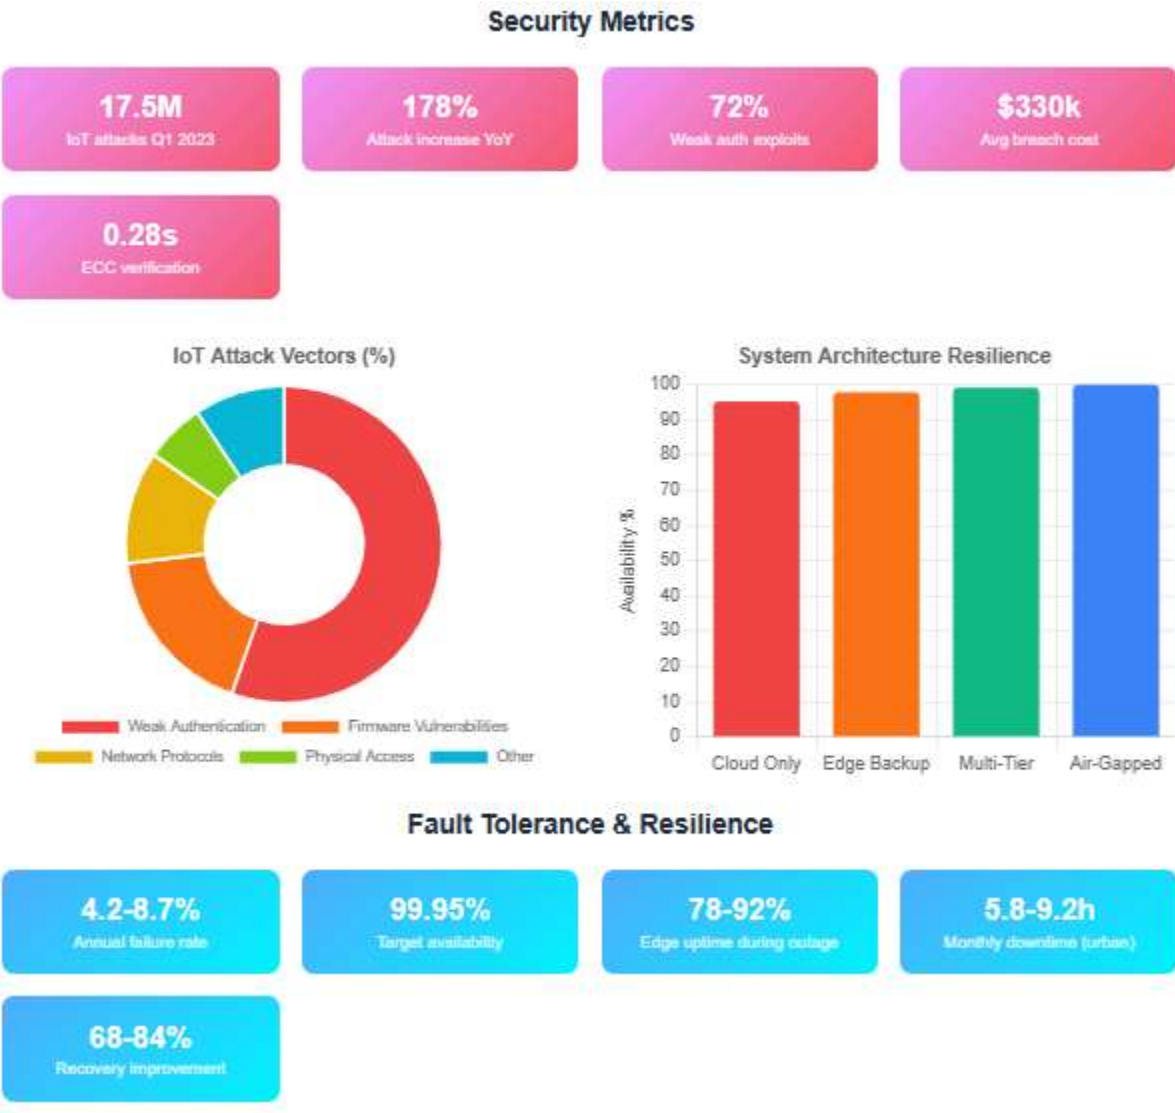 Security Metrics
17.5M
IoT attacks Q1 2023
178%
Attack increase YoY
72%
Weak auth exploits
$330k
Avg breach cost
0.28s
ECC verification
IoT Attack Vectors (%)
Weak Authentication
Firmware Vulnerabilities
Network Protocols
Physical Access
Other
System Architecture Resilience
Availability %
100
90
80
70
60
50
40
30
20
10
0
Cloud Only
Edge Backup
Multi-Tier
Air-Gapped
Fault Tolerance & Resilience
4.2-8.7%
Annual failure rate
99.95%
Target availability
78-92%
Edge uptime during outage
5.8-9.2h
Monthly downtime (urban)
68-84%
Recovery improvement